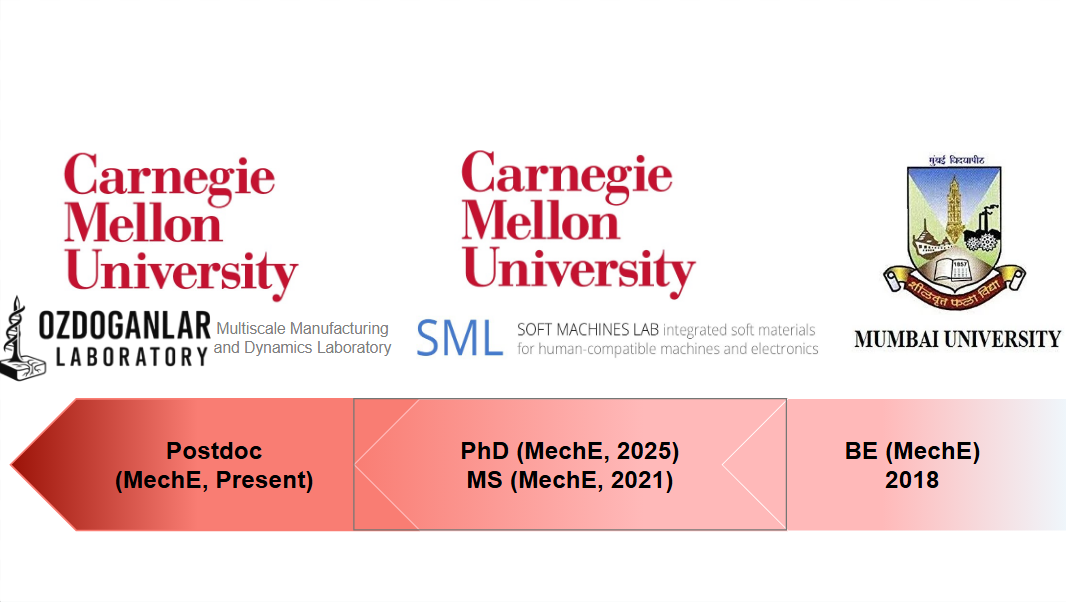 Carnegie
Mellon
University
OZDOGANLAR
LABORATORY
Multiscale Manufacturing
and Dynamics Laboratory
Carnegie
Mellon
University
SML
SOFT MACHINES LAB integrated soft materials
for human-compatible machines and electronics
मुंबई विद्यापीठ
1857
शीलवृत्त फला विद्या
MUMBAI UNIVERSITY
Postdoc
(MechE, Present)
PhD (MechE, 2025)
MS (MechE, 2021)
BE (MechE)
2018